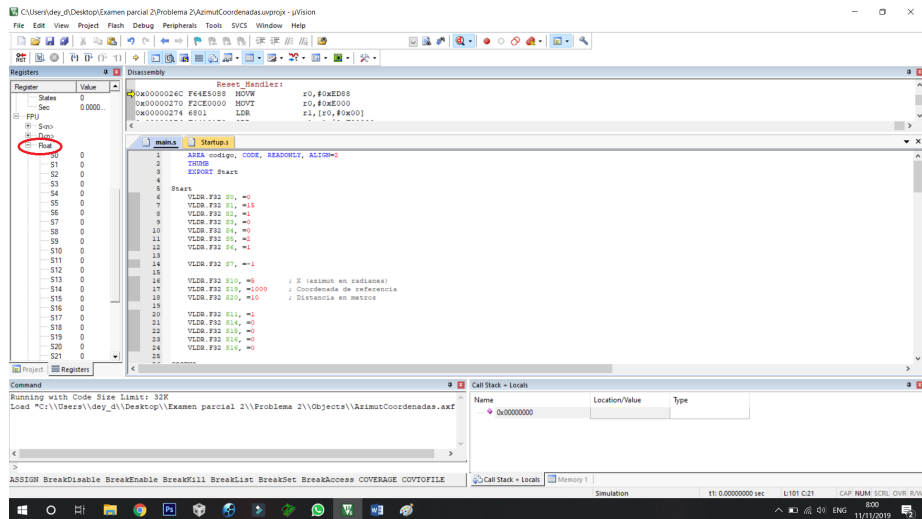 C:\Users\dey_d\Desktop\Examen parcial 2\Problema 2\AzimutCoordenadas.uvprojx - µVision
File Edit View Project Flash Debug Peripherals Tools SVCS Window Help
Registers
Register Value
States 0
Sec 0.0000...
FPU
S<n>
D<n>
Float
S0 0
S1 0
S2 0
S3 0
S4 0
S5 0
S6 0
S7 0
S8 0
S9 0
S10 0
S11 0
S12 0
S13 0
S14 0
S15 0
S16 0
S17 0
S18 0
S19 0
S20 0
S21 0
Project Registers
Disassembly
Reset_Handler:
0x0000026C F64E5088 MOVW r0,#0xED88
0x00000270 F2CE0000 MOVT r0,#0xE000
0x00000274 6801 LDR r1,[r0,#0x00]
main.s Startup.s
1 AREA codigo, CODE, READONLY, ALIGN=2
2 THUMB
3 EXPORT Start
4
5 Start
6 VLDR.F32 S0, =0
7 VLDR.F32 S1, =15
8 VLDR.F32 S2, =1
9 VLDR.F32 S3, =0
10 VLDR.F32 S4, =0
11 VLDR.F32 S5, =2
12 VLDR.F32 S6, =1
13
14 VLDR.F32 S7, =-1
15
16 VLDR.F32 S10, =5 ; X (azimut en radianes)
17 VLDR.F32 S19, =1000 ; Coordenada de referencia
18 VLDR.F32 S20, =10 ; Distancia en metros
19
20 VLDR.F32 S11, =1
21 VLDR.F32 S14, =0
22 VLDR.F32 S15, =0
23 VLDR.F32 S16, =0
24 VLDR.F32 S16, =0
25
Command
Running with Code Size Limit: 32K
Load "C:\\Users\\dey_d\\Desktop\\Examen parcial 2\\Problema 2\\Objects\\AzimutCoordenadas.axf
>
ASSIGN BreakDisable BreakEnable BreakKill BreakList BreakSet BreakAccess COVERAGE COVTOFILE
Call Stack + Locals
Name Location/Value Type
0x00000000
Call Stack + Locals Memory 1
Simulation t1: 0.00000000 sec L:101 C:21 CAP NUM SCRL OVR R/W
ENG
8:00
11/11/2019